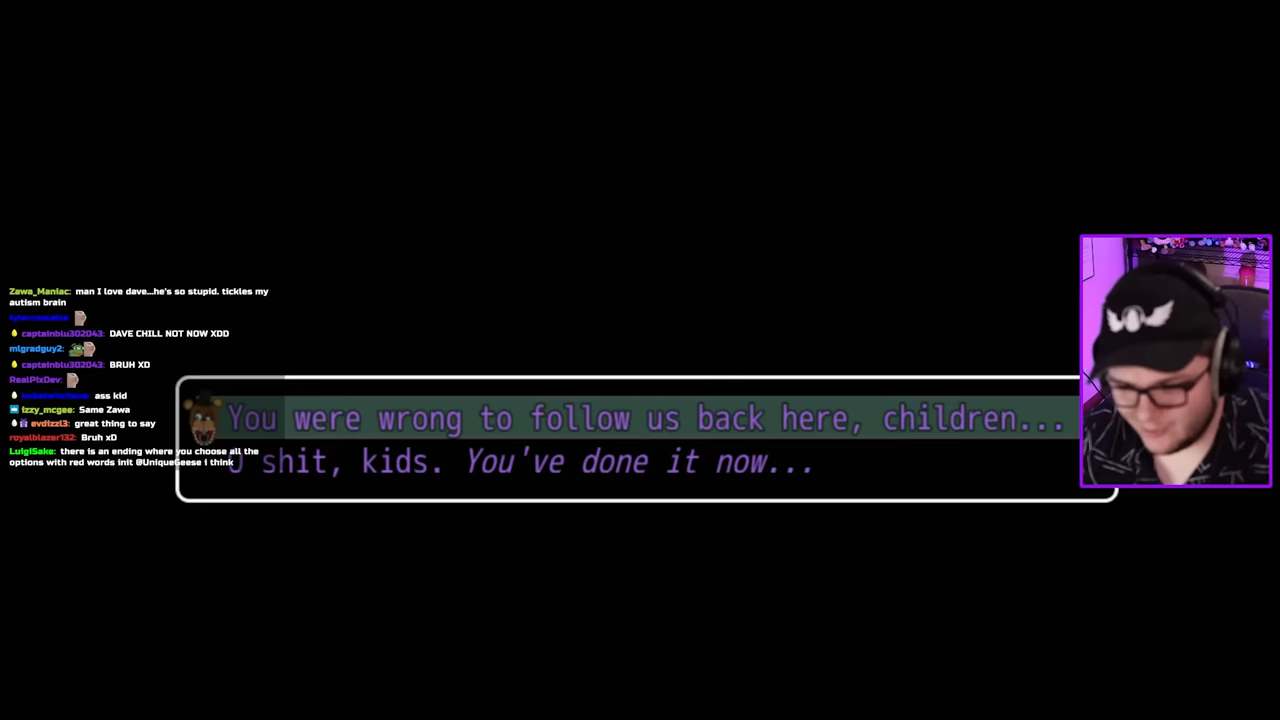 Zawa_Maniac: man I love dave...he's so stupid. tickles my
autism brain
captainblu302043: DAVE CHILL NOT NOW XDD
mlgradguy2:
captainblu302043: BRUH XD
RealPixDev:
ass kid
izzy_mcgee: Same Zawa
evdizzl3: great thing to say
royalblazer132: Bruh xD
LuigiSake: there is an ending where you choose all the
options with red words init @UniqueGeese i think
You were wrong to follow us back here, children...
O shit, kids. You've done it now...